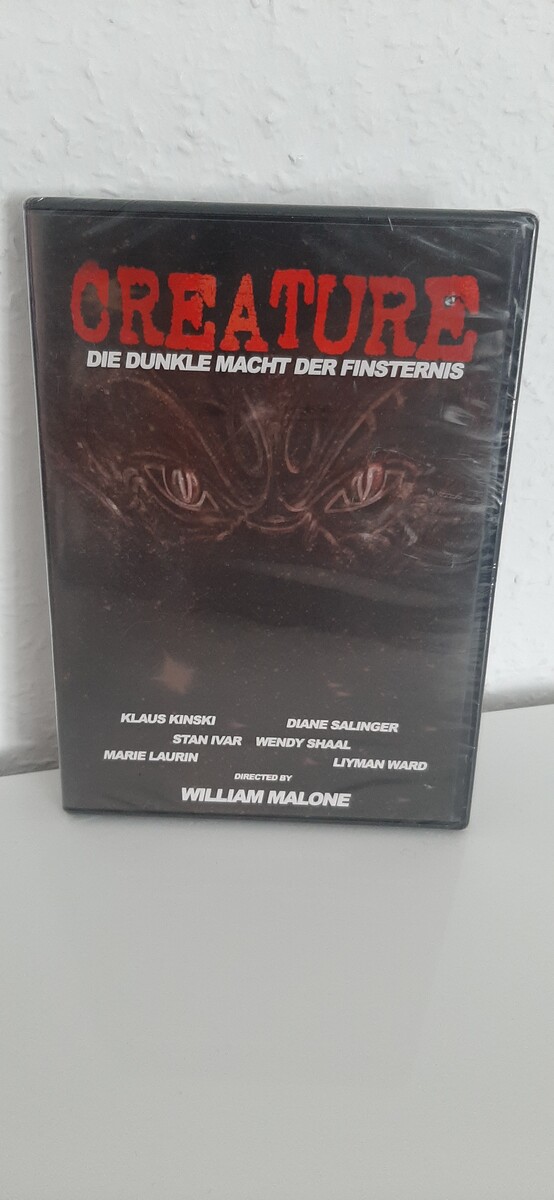 CREATURE
DIE DUNKLE MACHT DER FINSTERNIS
KLAUS KINSKI DIANE SALINGER
STAN IVAR WENDY SHAAL
MARIE LAURIN LIYMAN WARD
DIRECTED BY
WILLIAM MALONE